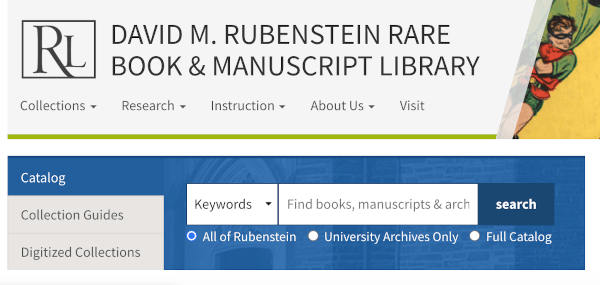 RL
DAVID M. RUBENSTEIN RARE
BOOK & MANUSCRIPT LIBRARY
Collections Research Instruction About Us Visit
Catalog
Collection Guides
Digitized Collections
Keywords Find books, manuscripts & arch search
All of Rubenstein University Archives Only Full Catalog